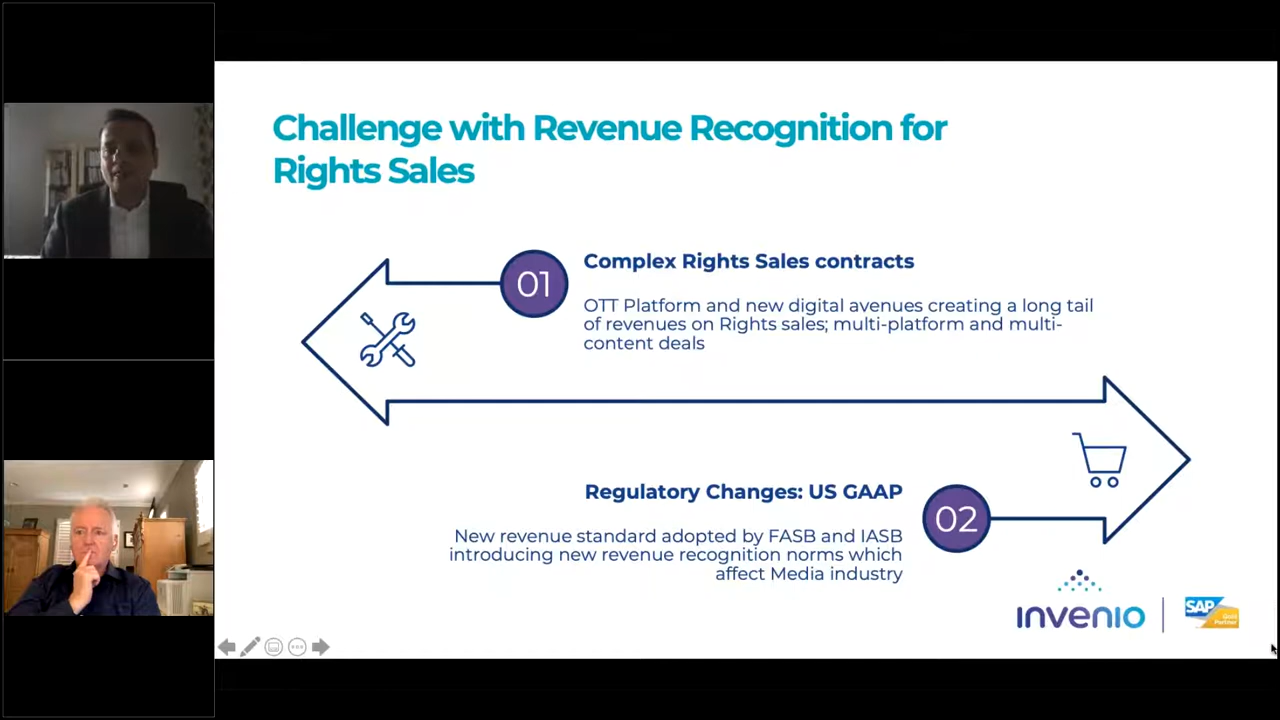 Challenge with Revenue Recognition for
Rights Sales
01
Complex Rights Sales contracts
OTT Platform and new digital avenues creating a long tail
of revenues on Rights sales; multi-platform and multi-
content deals
Regulatory Changes: US GAAP
02
New revenue standard adopted by FASB and IASB
introducing new revenue recognition norms which
affect Media industry
invenio
SAP
Gold
Partner